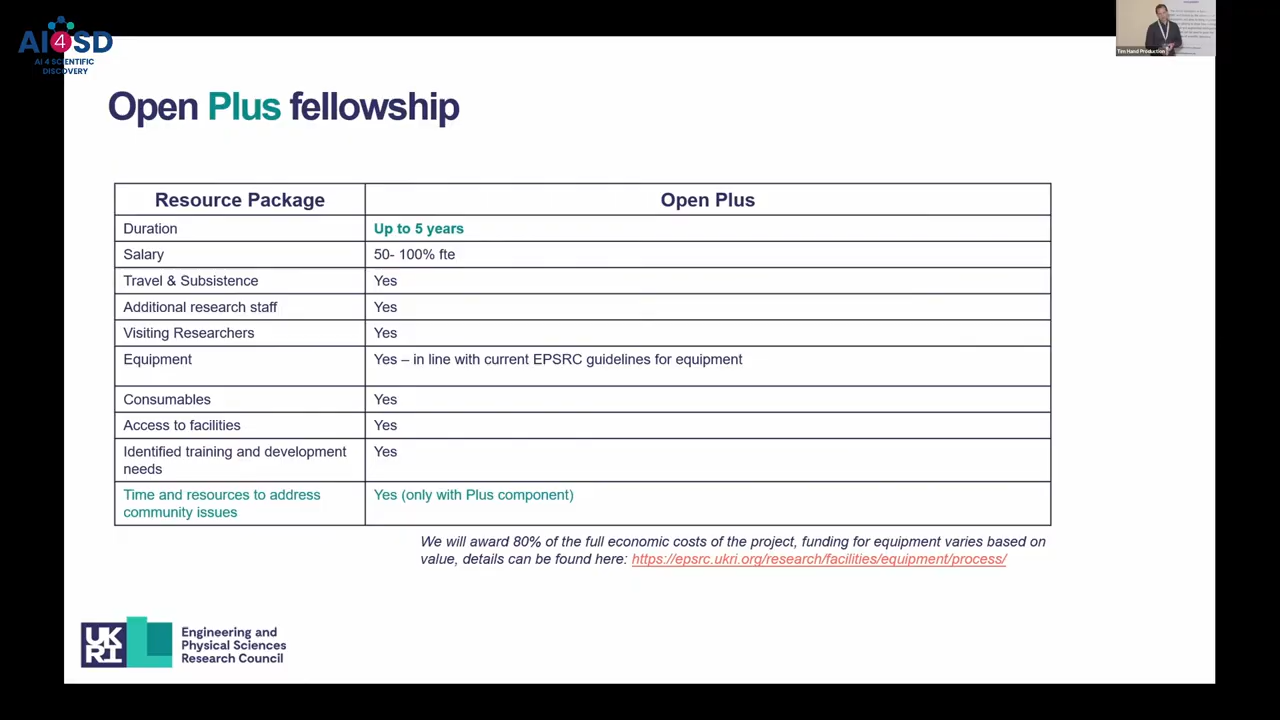 AI4SD
AI 4 SCIENTIFIC
DISCOVERY
Tim Hand Production
Open Plus fellowship
Resource Package Open Plus
Duration Up to 5 years
Salary 50- 100% fte
Travel & Subsistence Yes
Additional research staff Yes
Visiting Researchers Yes
Equipment Yes – in line with current EPSRC guidelines for equipment
Consumables Yes
Access to facilities Yes
Identified training and development Yes
needs
Time and resources to address Yes (only with Plus component)
community issues
We will award 80% of the full economic costs of the project, funding for equipment varies based on
value, details can be found here: https://epsrc.ukri.org/research/facilities/equipment/process/
UK
RI
Engineering and
Physical Sciences
Research Council